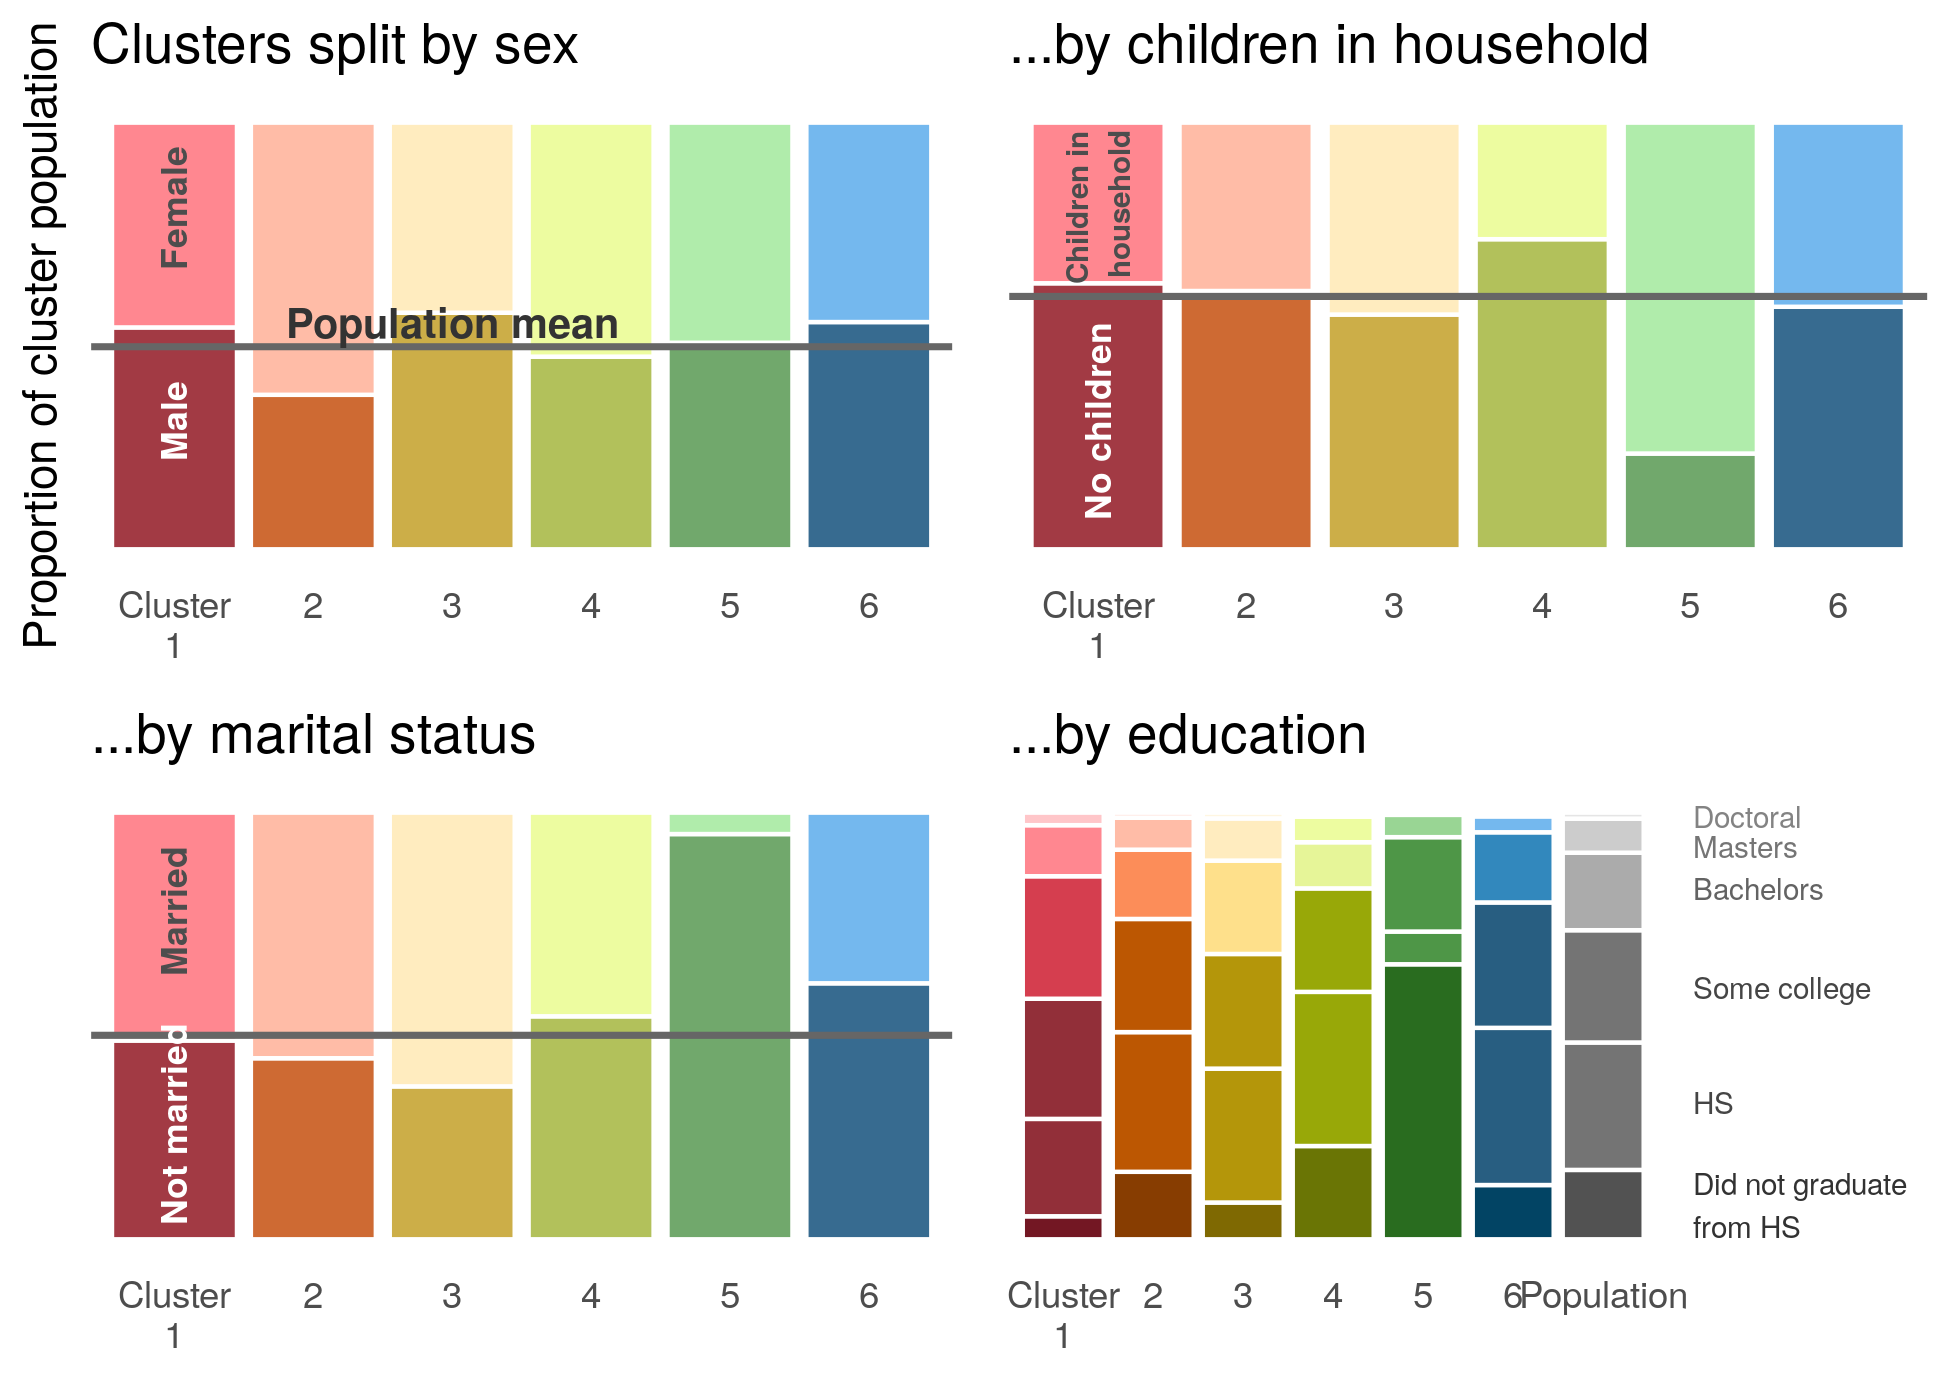 Clusters split by sex
Proportion of cluster population
Female
Male
Population mean
Cluster
1
2
3
4
5
6
...by children in household
Children in
household
No children
Cluster
1
2
3
4
5
6
...by marital status
Married
Not married
Cluster
1
2
3
4
5
6
...by education
Doctoral
Masters
Bachelors
Some college
HS
Did not graduate
from HS
Cluster
1
2
3
4
5
6
Population